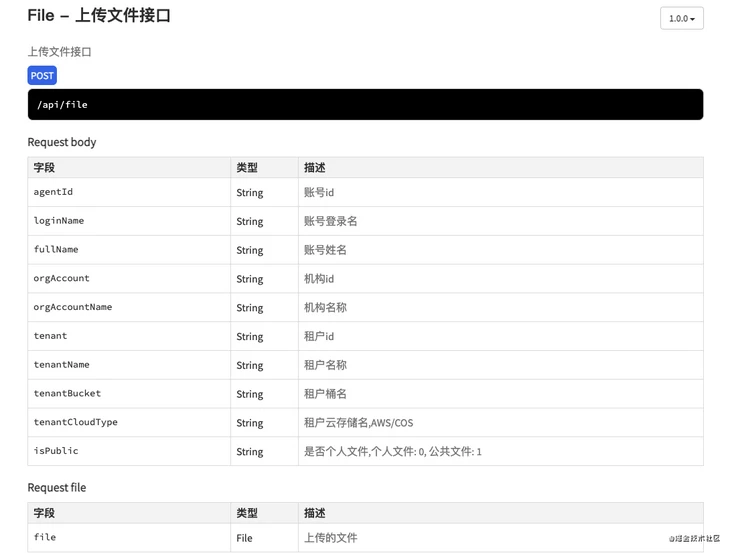 File – 上传文件接口
1.0.0
上传文件接口
POST
/api/file
Request body
字段 类型 描述
agentId String 账号id
loginName String 账号登录名
fullName String 账号姓名
orgAccount String 机构id
orgAccountName String 机构名称
tenant String 租户id
tenantName String 租户名称
tenantBucket String 租户桶名
tenantCloudType String 租户云存储名,AWS/COS
isPublic String 是否个人文件,个人文件: 0, 公共文件: 1
Request file
字段 类型 描述
file File 上传的文件
@掘金技术社区